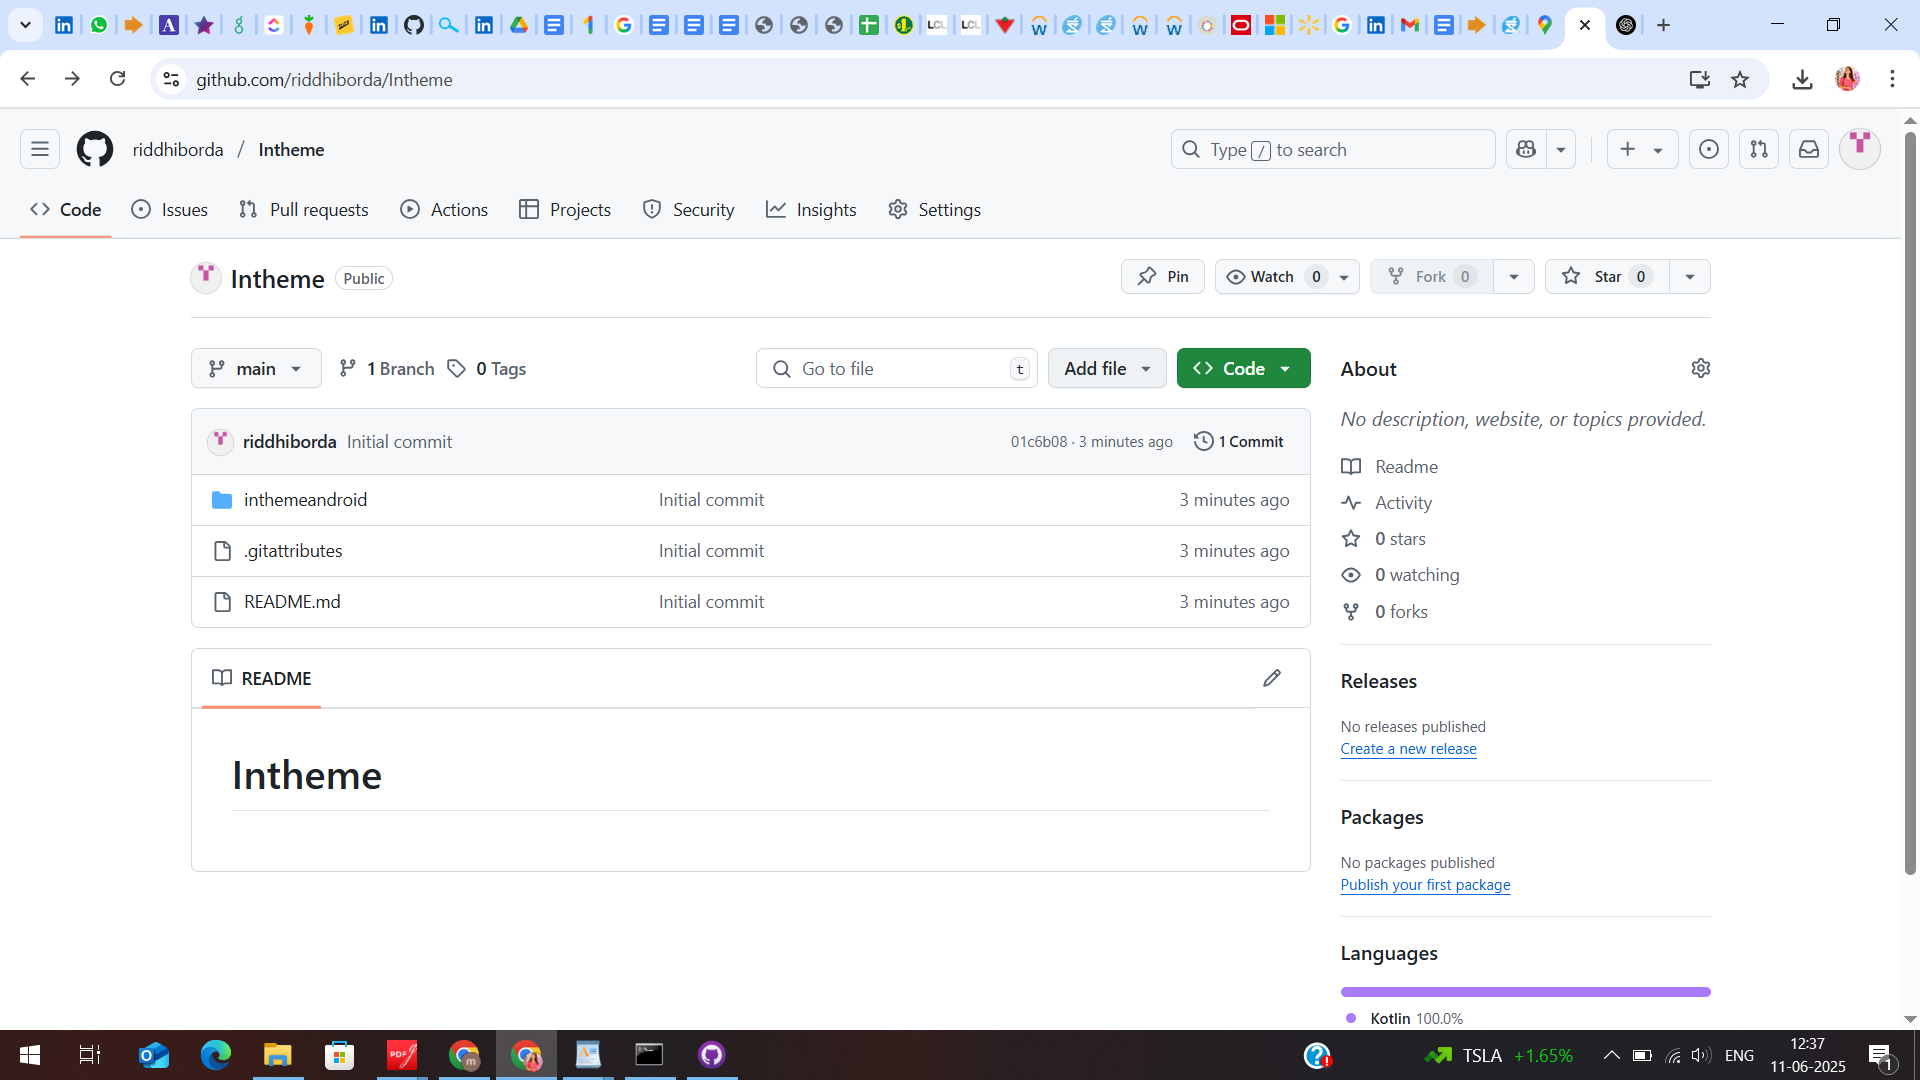 github.com/riddhiborda/Intheme
riddhiborda / Intheme
Type / to search
Code Issues Pull requests Actions Projects Security Insights Settings
Intheme Public
Pin Watch 0 Fork 0 Star 0
main 1 Branch 0 Tags
Go to file t Add file Code
About
No description, website, or topics provided.
riddhiborda Initial commit 01c6b08 · 3 minutes ago 1 Commit
inthemeandroid Initial commit 3 minutes ago
.gitattributes Initial commit 3 minutes ago
README.md Initial commit 3 minutes ago
README
Intheme
Readme
Activity
0 stars
0 watching
0 forks
Releases
No releases published
Create a new release
Packages
No packages published
Publish your first package
Languages
Kotlin 100.0%
TSLA +1.65%
ENG
12:37
11-06-2025
1